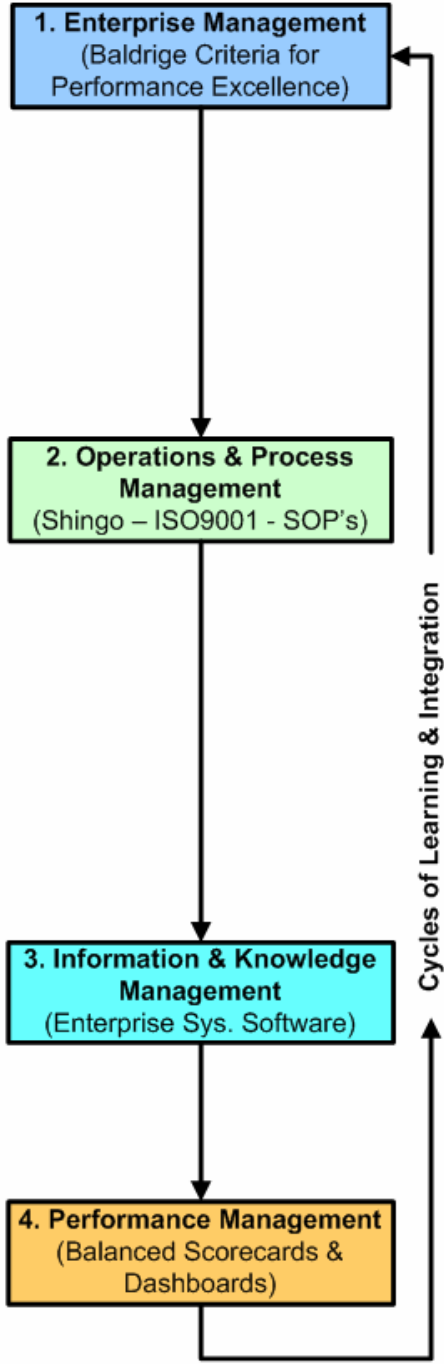 1. Enterprise Management
(Baldrige Criteria for
Performance Excellence)
2. Operations & Process
Management
(Shingo – ISO9001 - SOP's)
3. Information & Knowledge
Management
(Enterprise Sys. Software)
4. Performance Management
(Balanced Scorecards &
Dashboards)
Cycles of Learning & Integration